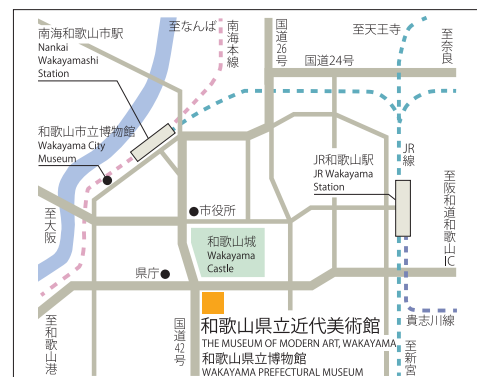 至なんば
南海本線
国道26号
至天王寺
至奈良
国道24号
南海和歌山市駅
Nankai
Wakayamashi
Station
和歌山市立博物館
Wakayama City
Museum
JR線
JR和歌山駅
JR Wakayama
Station
至阪和道和歌山IC
至大阪
市役所
和歌山城
Wakayama
Castle
県庁
貴志川線
至和歌山港
国道42号
和歌山県立近代美術館
THE MUSEUM OF MODERN ART, WAKAYAMA
和歌山県立博物館
WAKAYAMA PREFECTURAL MUSEUM
至新宮